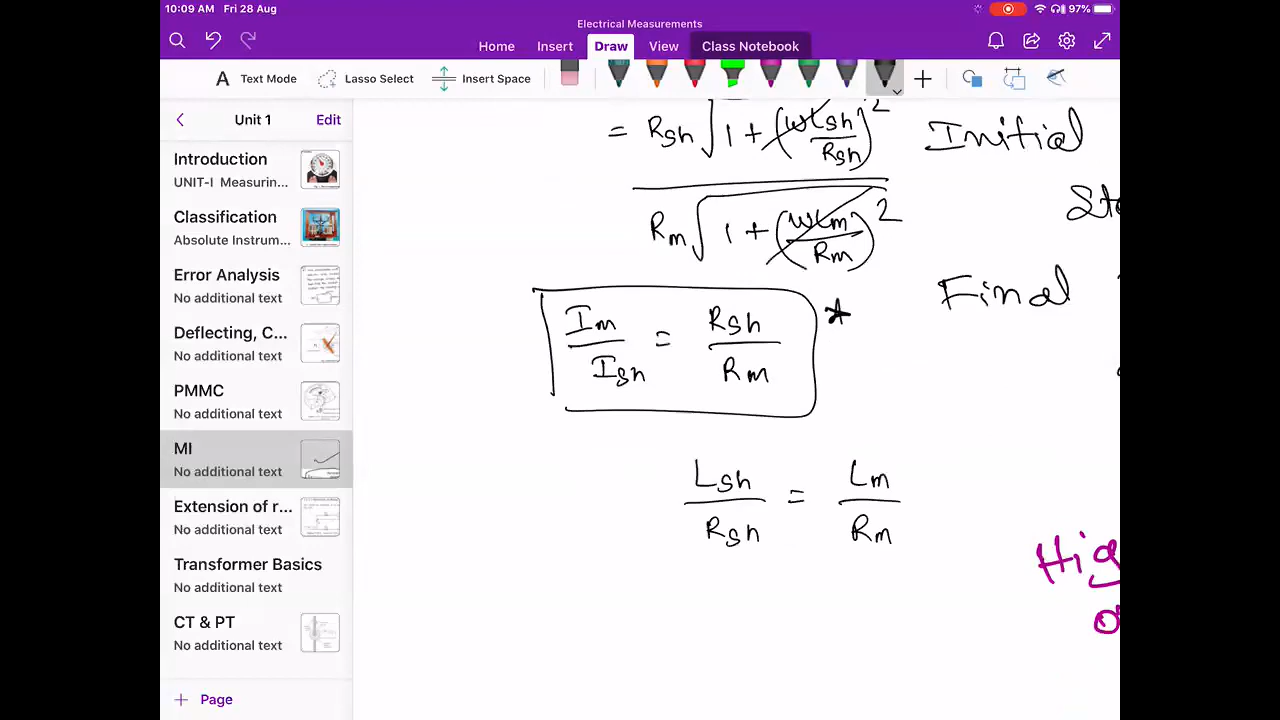 10:09 AM Fri 28 Aug
97%
Electrical Measurements
Home Insert Draw View Class Notebook
A Text Mode Lasso Select Insert Space
Unit 1 Edit
Introduction
UNIT-I Measurin...
Classification
Absolute Instrum...
Error Analysis
No additional text
Deflecting, C...
No additional text
PMMC
No additional text
MI
No additional text
Extension of r...
No additional text
Transformer Basics
No additional text
CT & PT
No additional text
+ Page
= Rsh √1 + (wLsh/Rsh)²
Rm √1 + (wLm/Rm)²
Im/Ish = Rsh/Rm *
Lsh/Rsh = Lm/Rm
Initial
Ste
Final
Hig